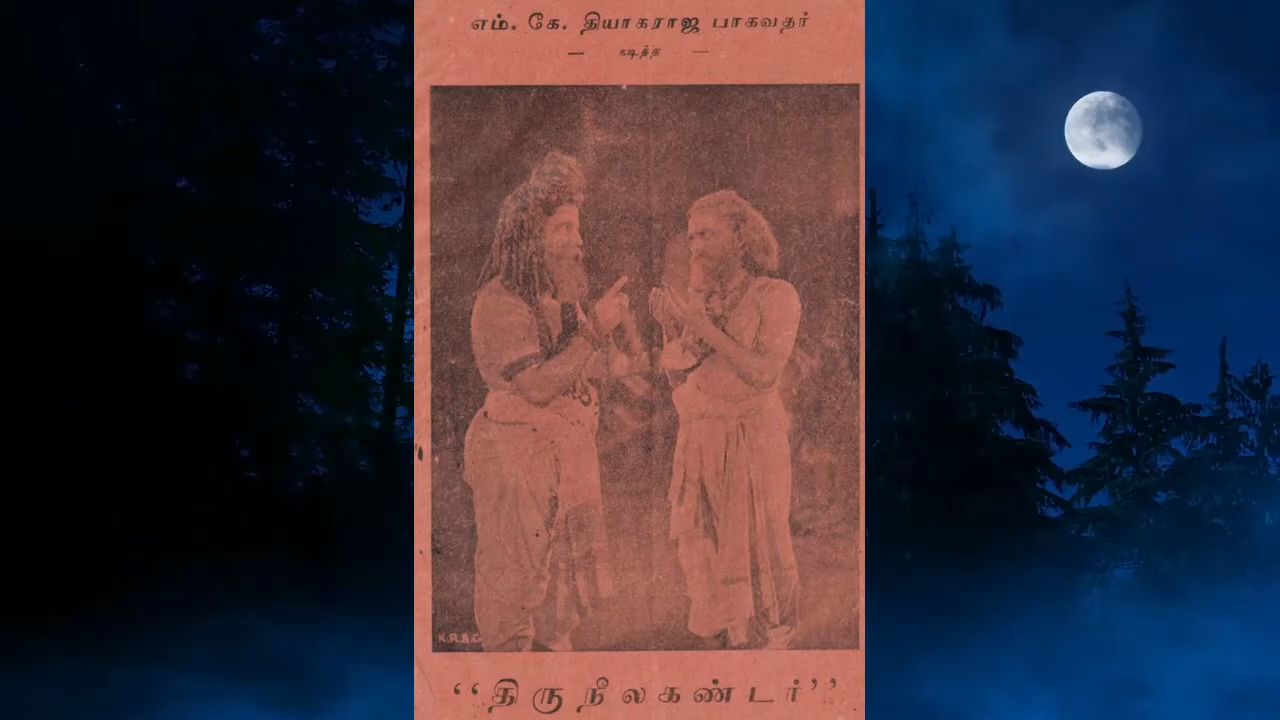 எம். கே. தியாகராஜ பாகவதர்
— நடித்த —
K.R.B.C
“திருநீலகண்டர்”